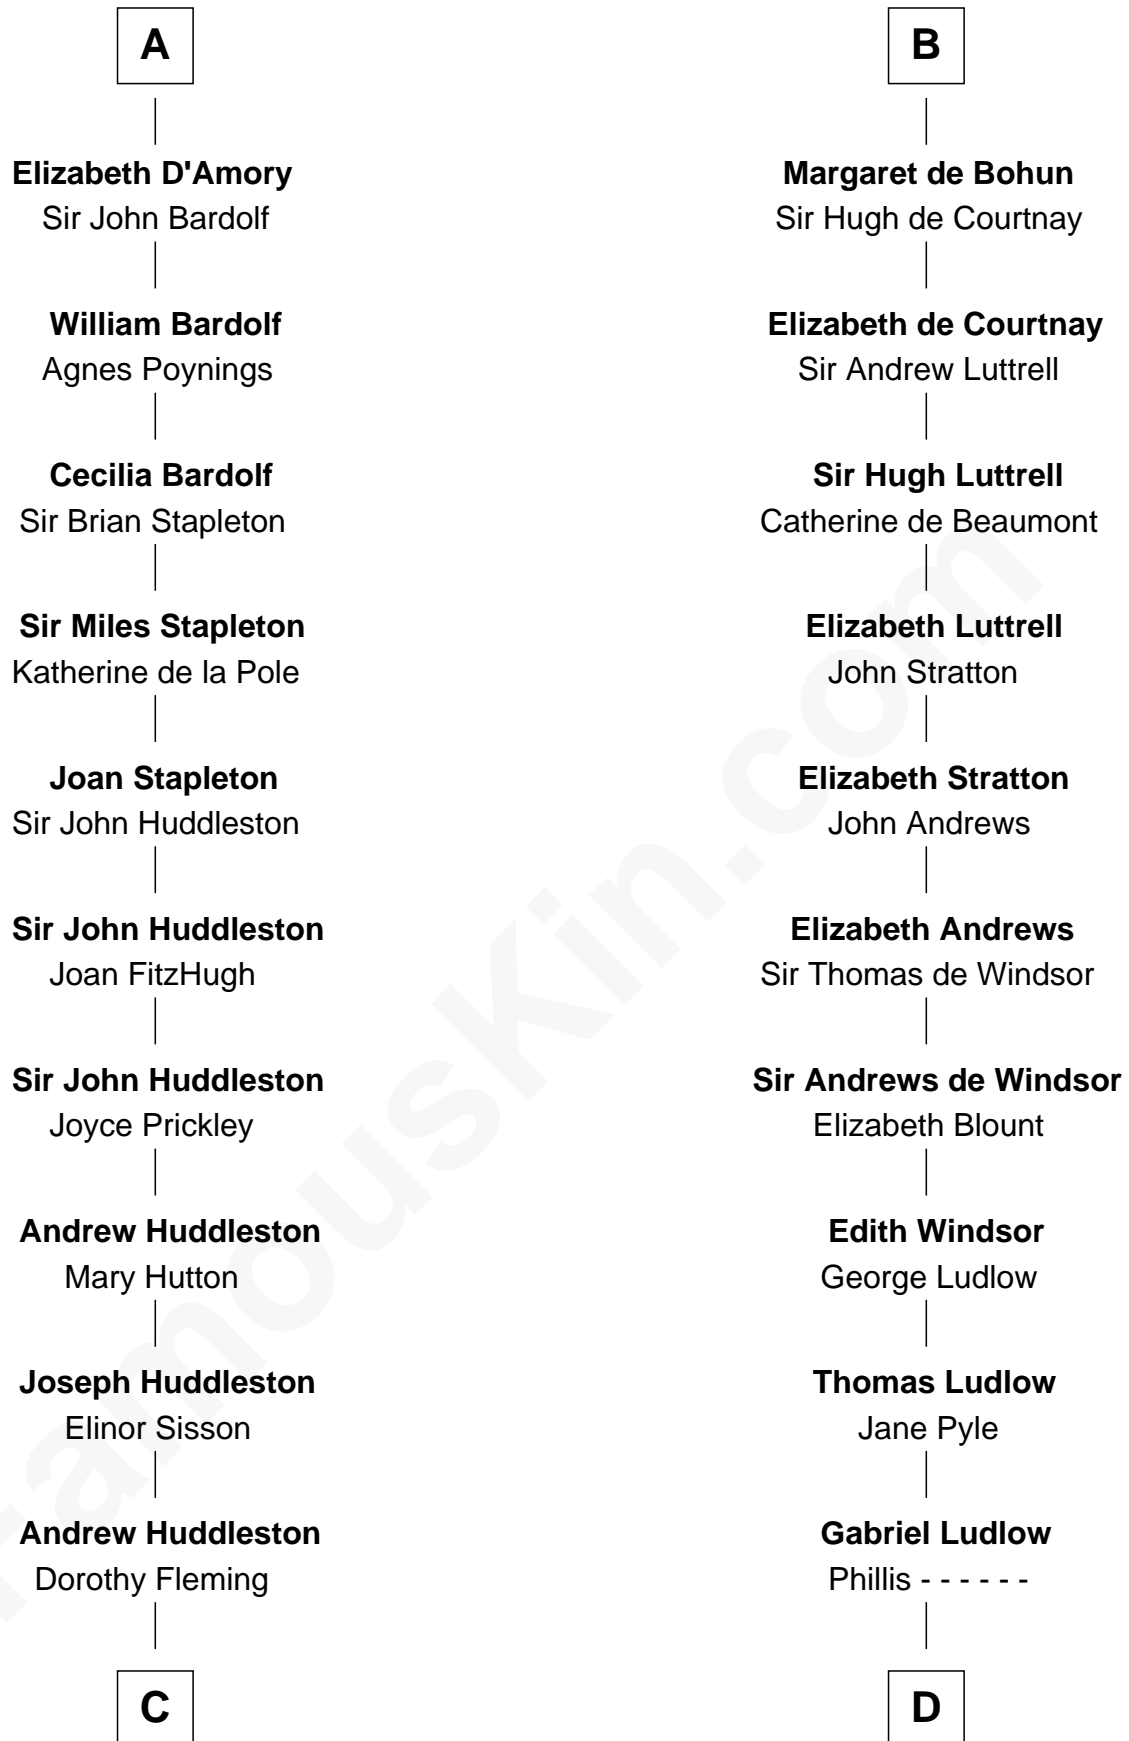 A
Elizabeth D'Amory
Sir John Bardolf
William Bardolf
Agnes Poynings
Cecilia Bardolf
Sir Brian Stapleton
Sir Miles Stapleton
Katherine de la Pole
Joan Stapleton
Sir John Huddleston
Sir John Huddleston
Joan FitzHugh
Sir John Huddleston
Joyce Prickley
Andrew Huddleston
Mary Hutton
Joseph Huddleston
Elinor Sisson
Andrew Huddleston
Dorothy Fleming
C
B
Margaret de Bohun
Sir Hugh de Courtnay
Elizabeth de Courtnay
Sir Andrew Luttrell
Sir Hugh Luttrell
Catherine de Beaumont
Elizabeth Luttrell
John Stratton
Elizabeth Stratton
John Andrews
Elizabeth Andrews
Sir Thomas de Windsor
Sir Andrews de Windsor
Elizabeth Blount
Edith Windsor
George Ludlow
Thomas Ludlow
Jane Pyle
Gabriel Ludlow
Phillis - - - - - -
D
FamousKin.com